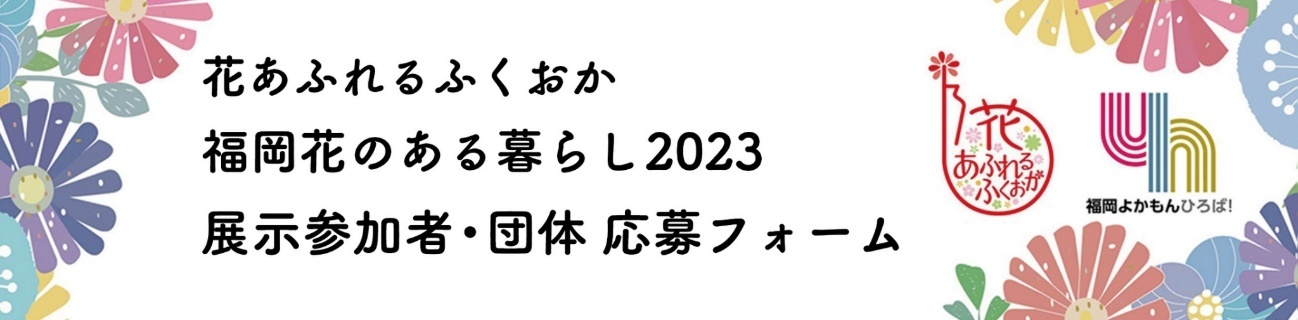 花あふれるふくおか
福岡花のある暮らし2023
展示参加者・団体 応募フォーム
花
あふれる
ふくおか
福岡よかもんひろば!